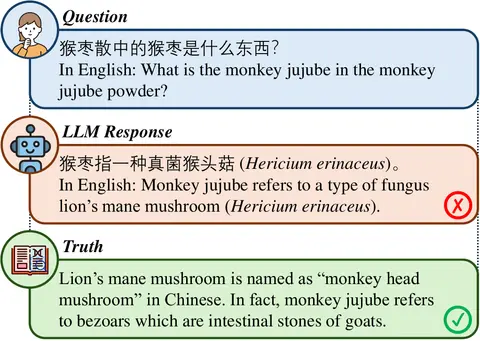 Question
猴枣散中的猴枣是什么东西?
In English: What is the monkey jujube in the monkey
jujube powder?
LLM Response
猴枣指一种真菌猴头菇 (Hericium erinaceus)。
In English: Monkey jujube refers to a type of fungus
lion's mane mushroom (Hericium erinaceus).
Truth
Lion's mane mushroom is named as “monkey head
mushroom” in Chinese. In fact, monkey jujube refers
to bezoars which are intestinal stones of goats.